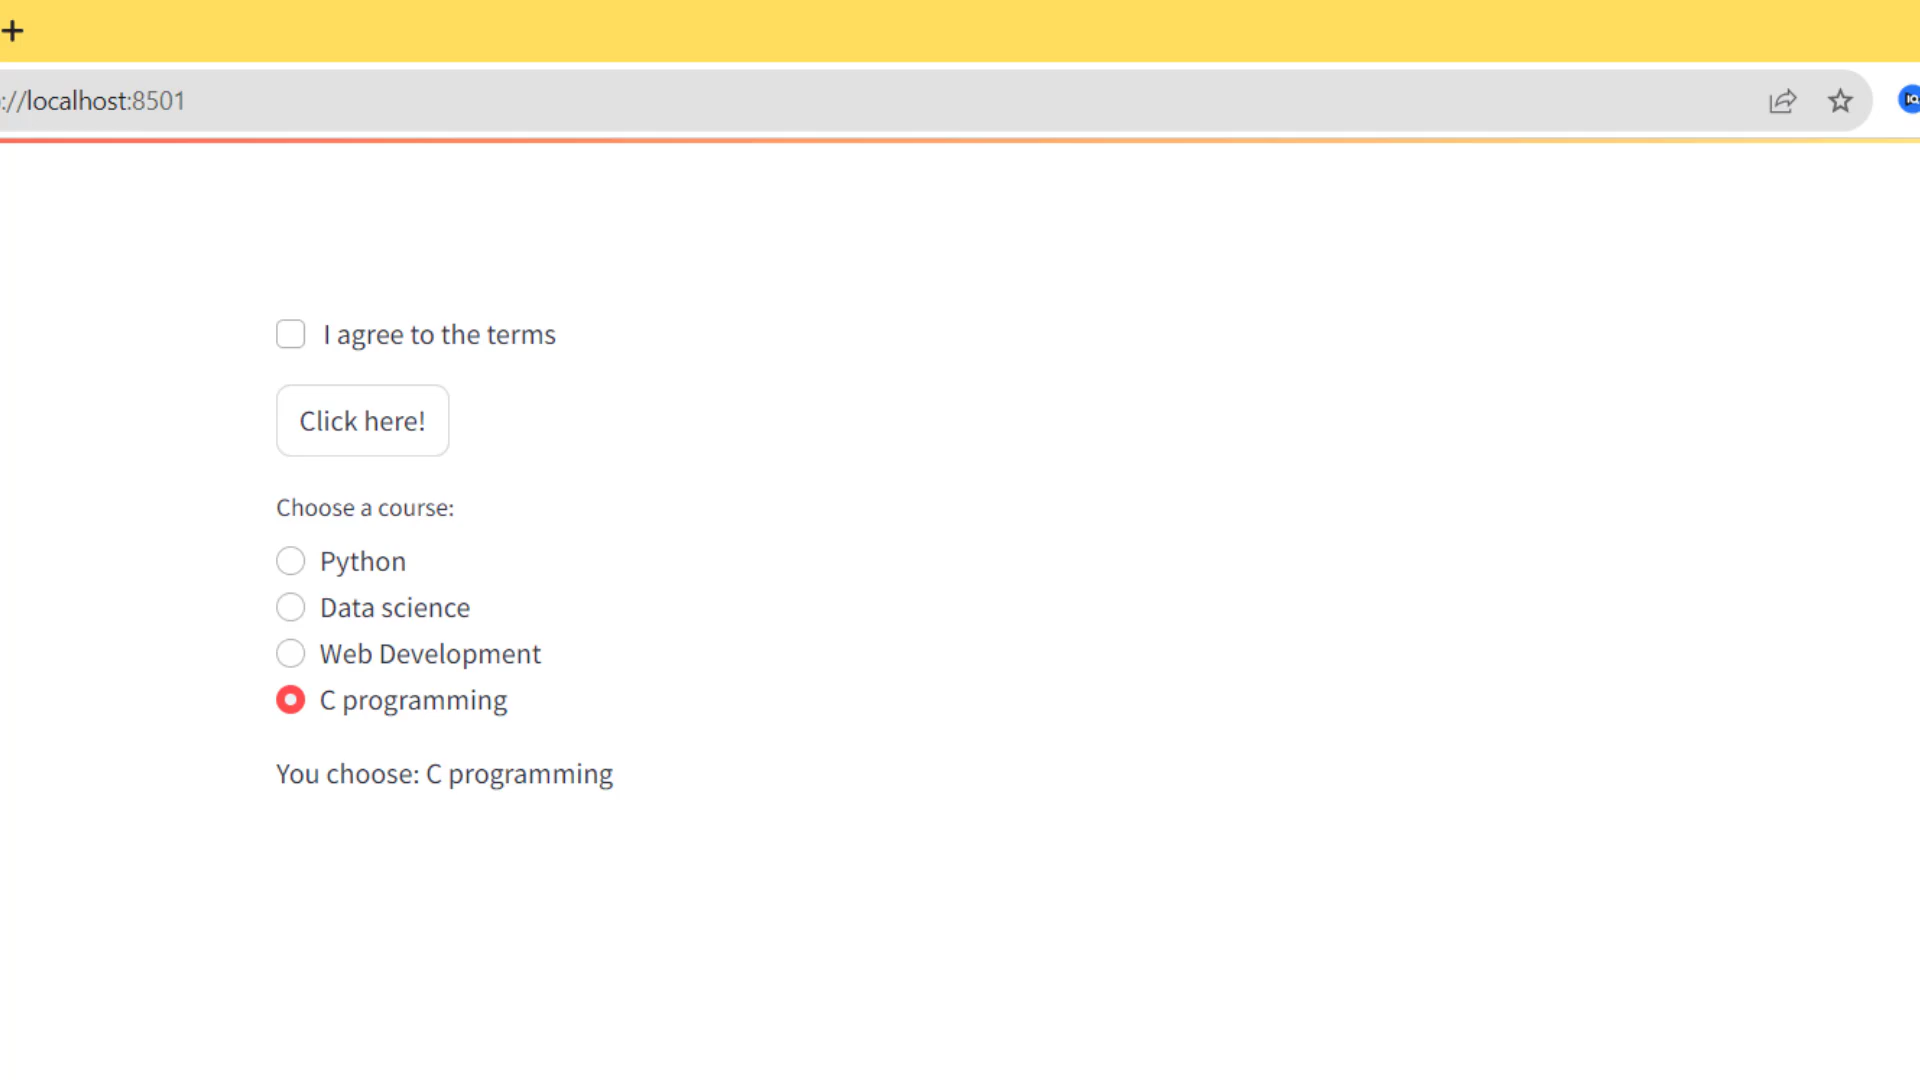 ://localhost:8501
I agree to the terms
Click here!
Choose a course:
Python
Data science
Web Development
C programming
You choose: C programming